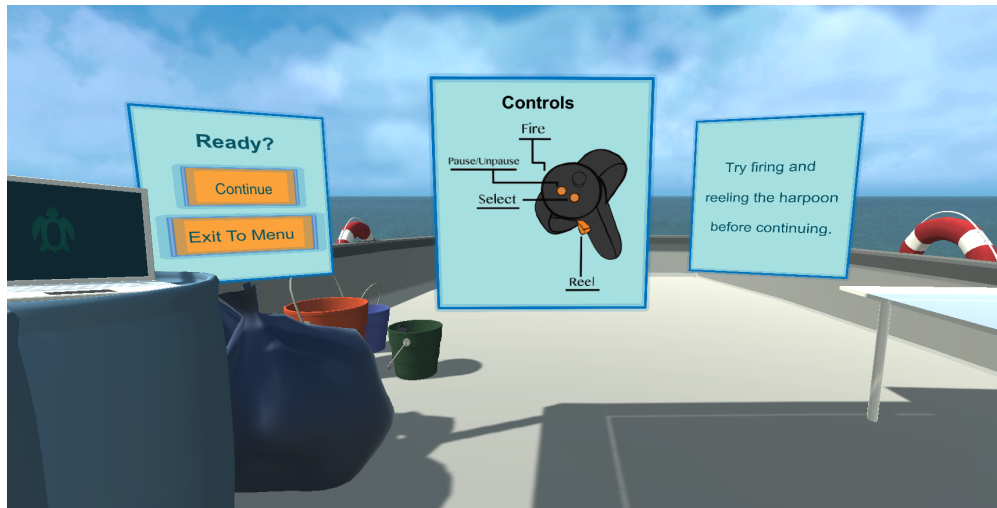 Ready?
Continue
Exit To Menu
Controls
Fire
Pause/Unpause
Select
Reel
Try firing and
reeling the harpoon
before continuing.